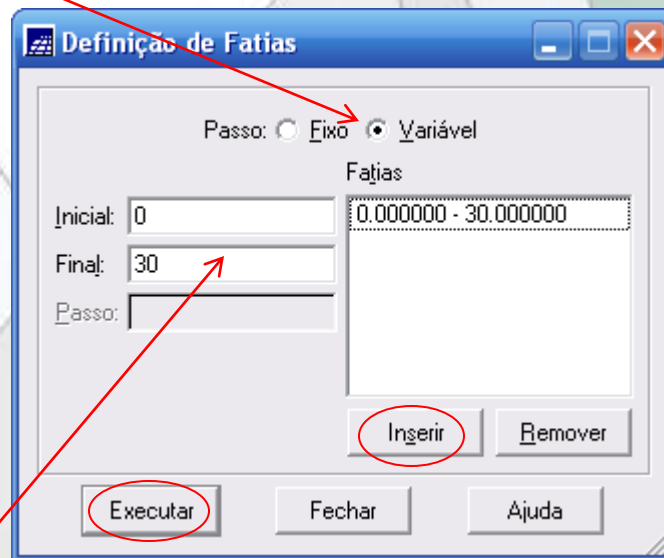 Definição de Fatias
Passo: Fixo Variável
Fatias
Inicial: 0
0.000000 - 30.000000
Final: 30
Passo:
Inserir Remover
Executar Fechar Ajuda